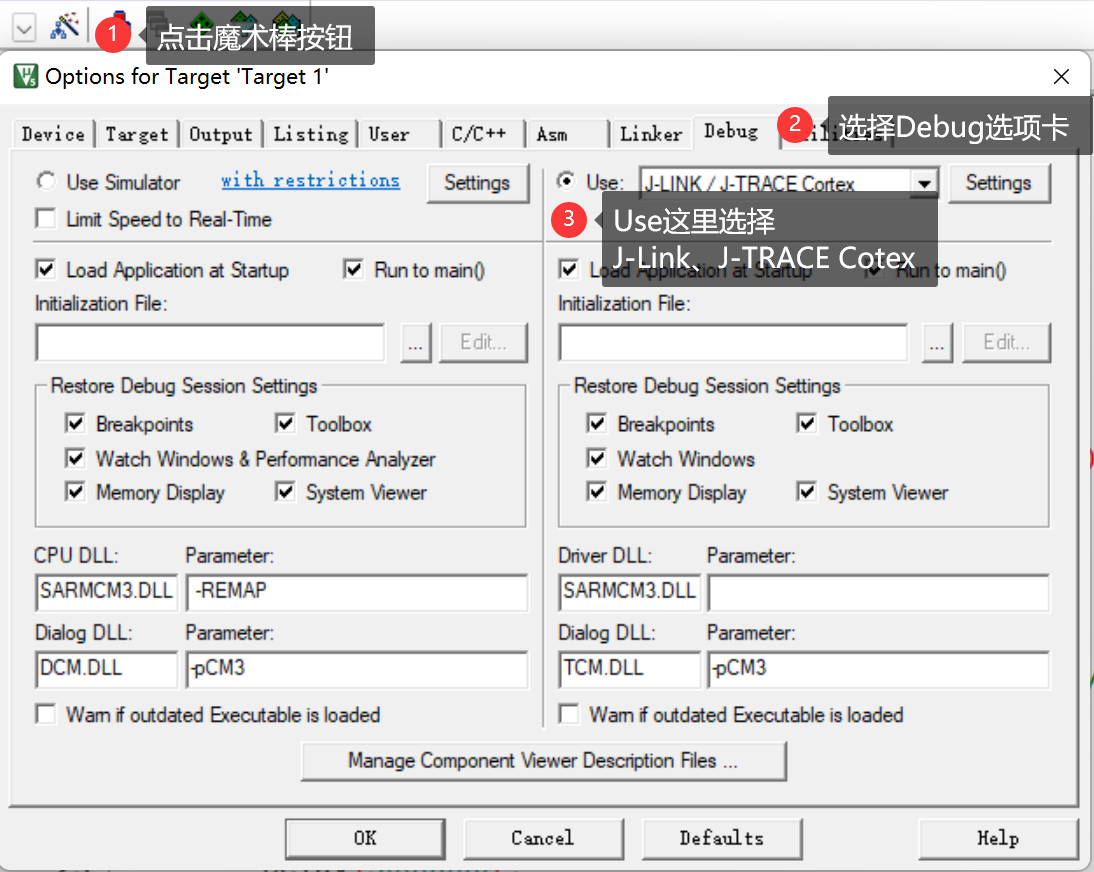 1 点击魔术棒按钮
Options for Target 'Target 1'
Device Target Output Listing User C/C++ Asm Linker Debug
2 选择Debug选项卡
Use Simulator with restrictions Settings
Use: J-LINK / J-TRACE Cortex Settings
Limit Speed to Real-Time
3 Use这里选择
J-Link、J-TRACE Cotex
Load Application at Startup Run to main()
Load Application at Startup Run to main()
Initialization File:
Initialization File:
... Edit...
... Edit...
Restore Debug Session Settings
Breakpoints Toolbox
Watch Windows & Performance Analyzer
Memory Display System Viewer
Restore Debug Session Settings
Breakpoints Toolbox
Watch Windows
Memory Display System Viewer
CPU DLL: Parameter:
SARMCM3.DLL -REMAP
Dialog DLL: Parameter:
DCM.DLL -pCM3
Driver DLL: Parameter:
SARMCM3.DLL
Dialog DLL: Parameter:
TCM.DLL -pCM3
Warn if outdated Executable is loaded
Warn if outdated Executable is loaded
Manage Component Viewer Description Files ...
OK Cancel Defaults Help